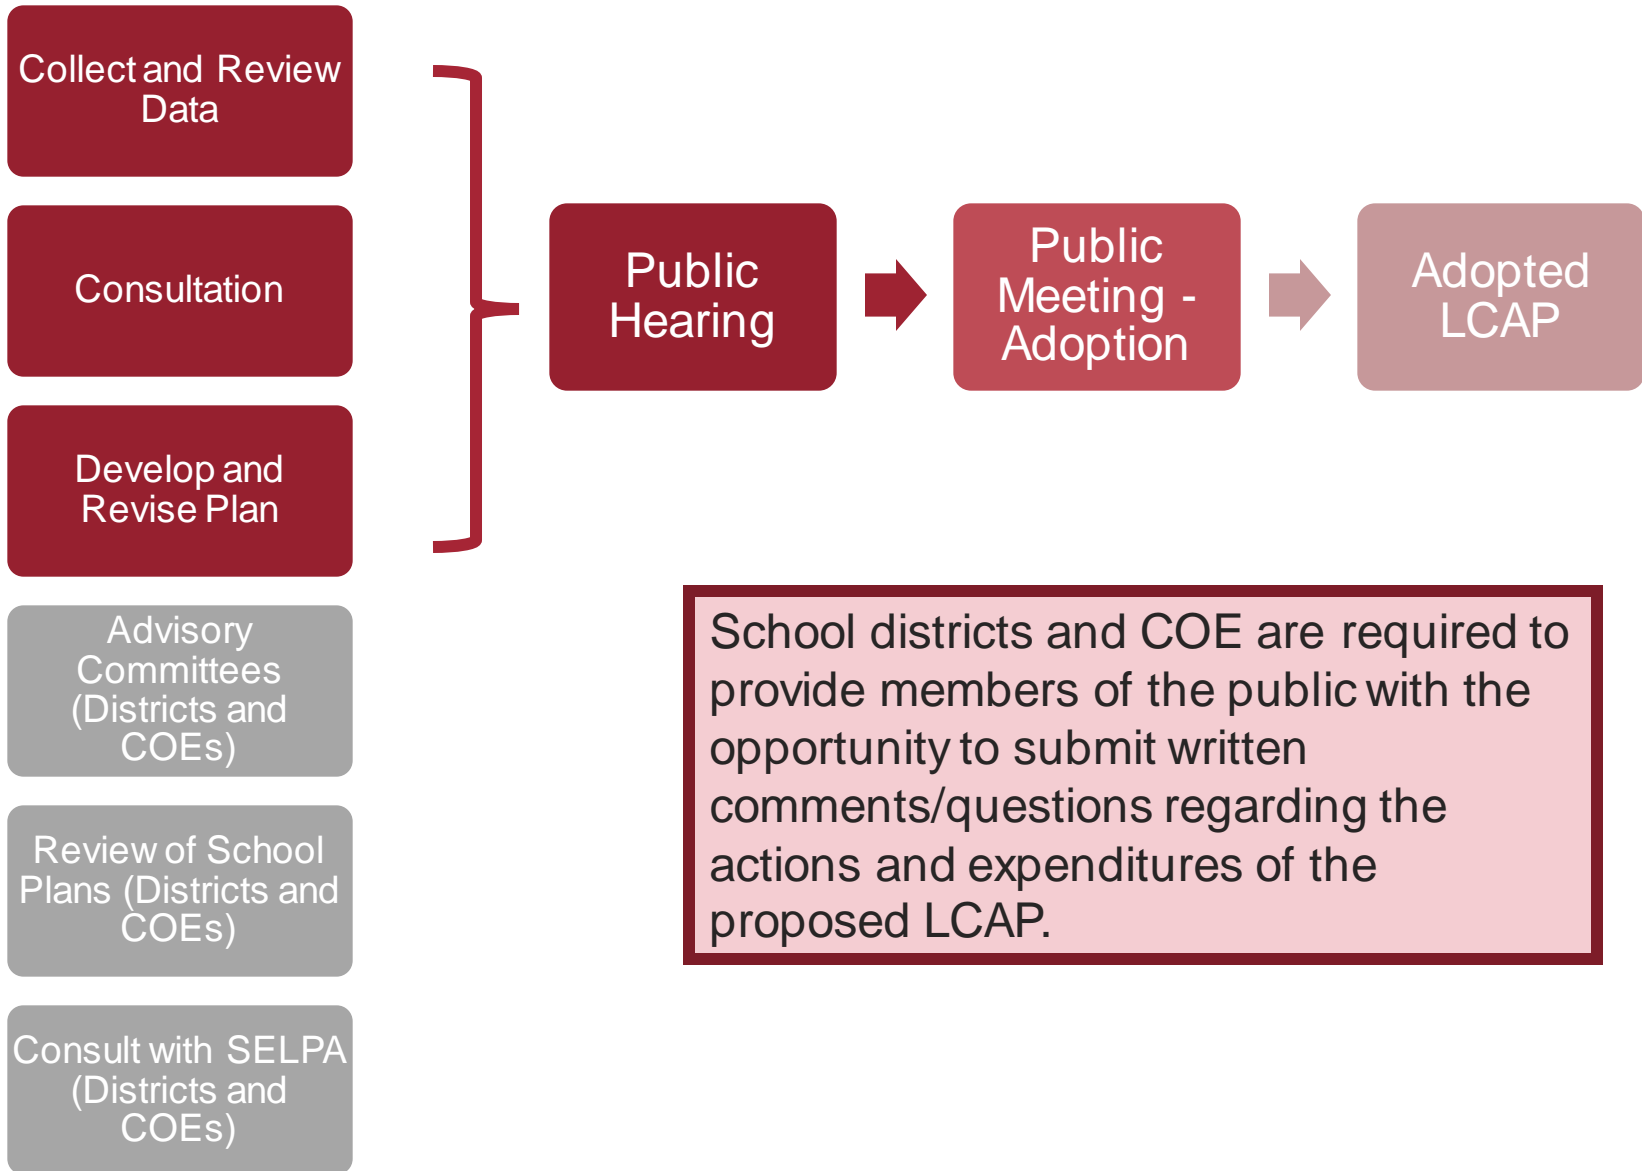 Collect and Review
Data
Consultation
Develop and
Revise Plan
Advisory
Committees
(Districts and
COEs)
Review of School
Plans (Districts and
COEs)
Consult with SELPA
(Districts and
COEs)
Public
Hearing
Public
Meeting -
Adoption
Adopted
LCAP
School districts and COE are required to
provide members of the public with the
opportunity to submit written
comments/questions regarding the
actions and expenditures of the
proposed LCAP.